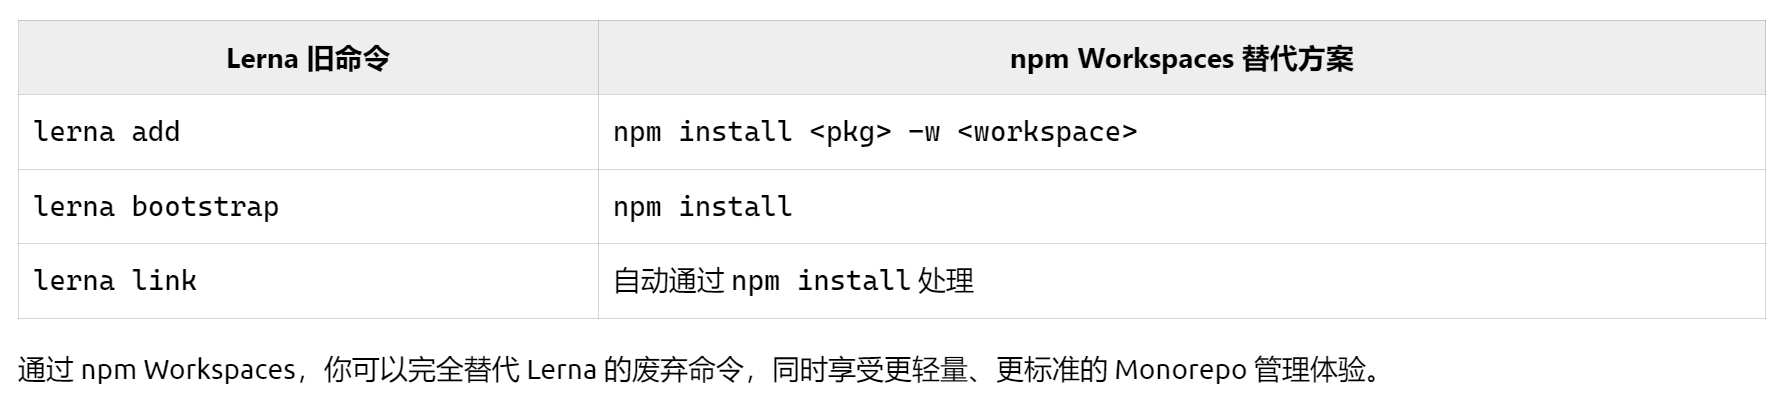 Lerna 旧命令 npm Workspaces 替代方案
lerna add npm install <pkg> -w <workspace>
lerna bootstrap npm install
lerna link 自动通过 npm install 处理
通过 npm Workspaces，你可以完全替代 Lerna 的废弃命令，同时享受更轻量、更标准的 Monorepo 管理体验。